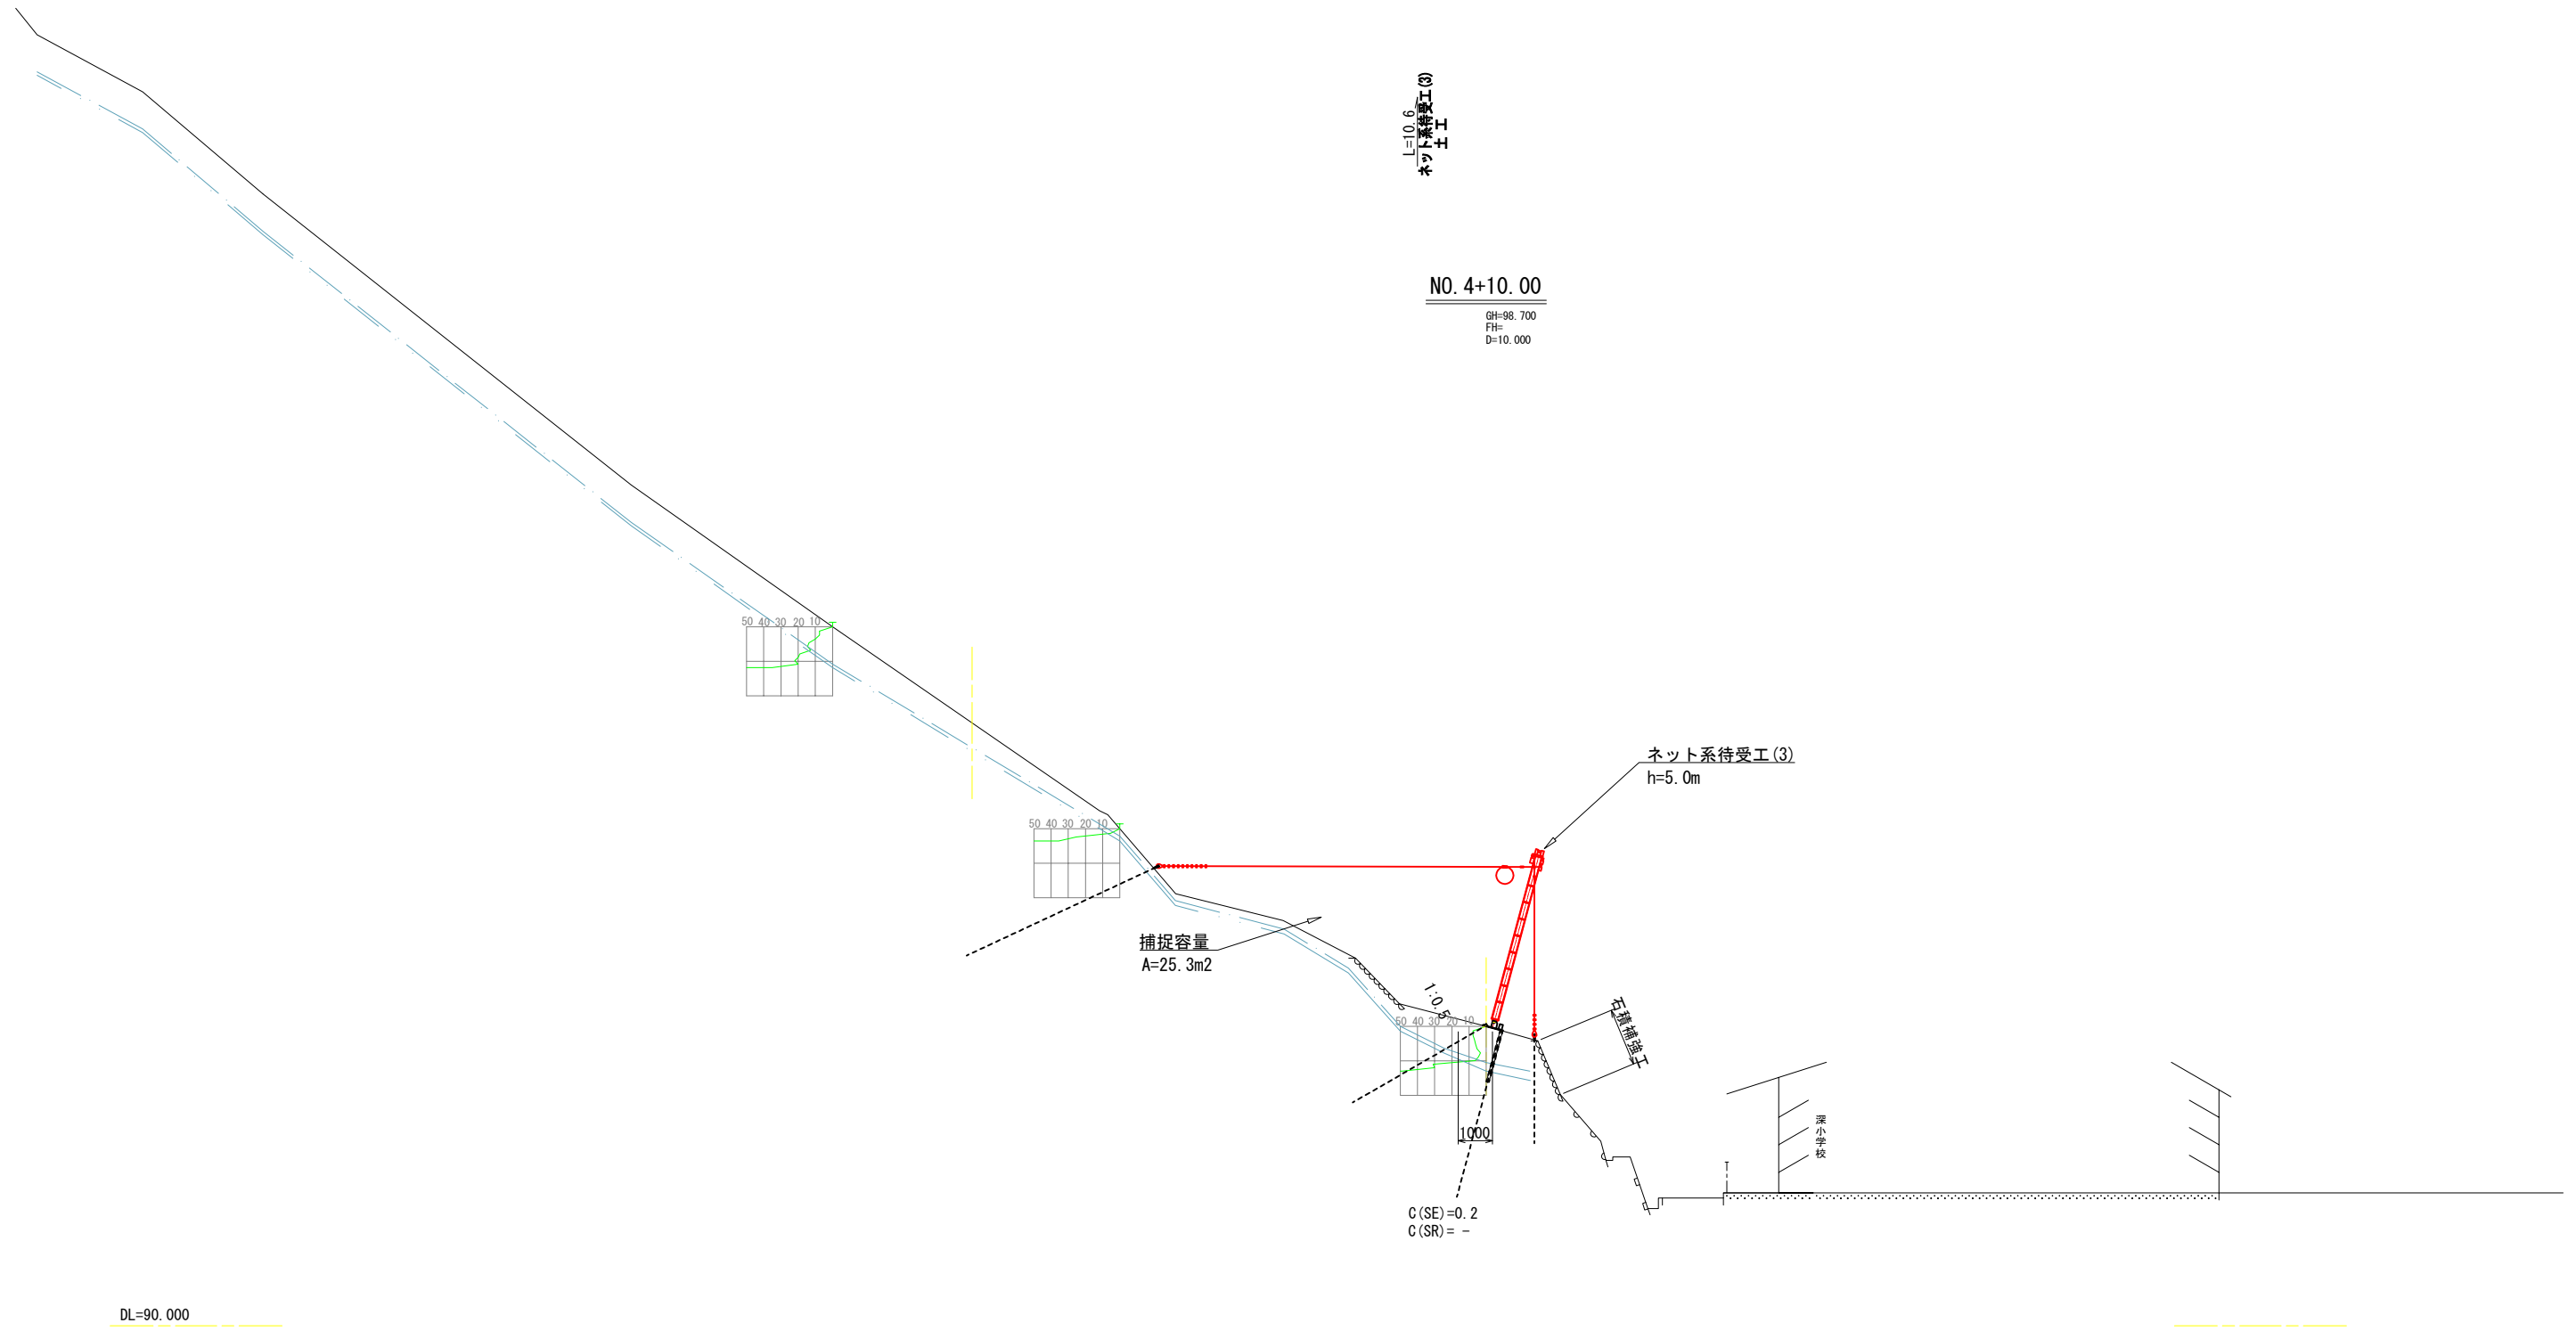 L=10.6
ネット系待受工(3)
土工
NO.4+10.00
GH=98.700
FH=
D=10.000
50 40 30 20 10
ネット系待受工(3)
h=5.0m
50 40 30 20 10
捕捉容量
A=25.3m2
1:0.5
石積補強工
50 40 30 20 10
1000
深小学校
C(SE)=0.2
C(SR)= -
DL=90.000